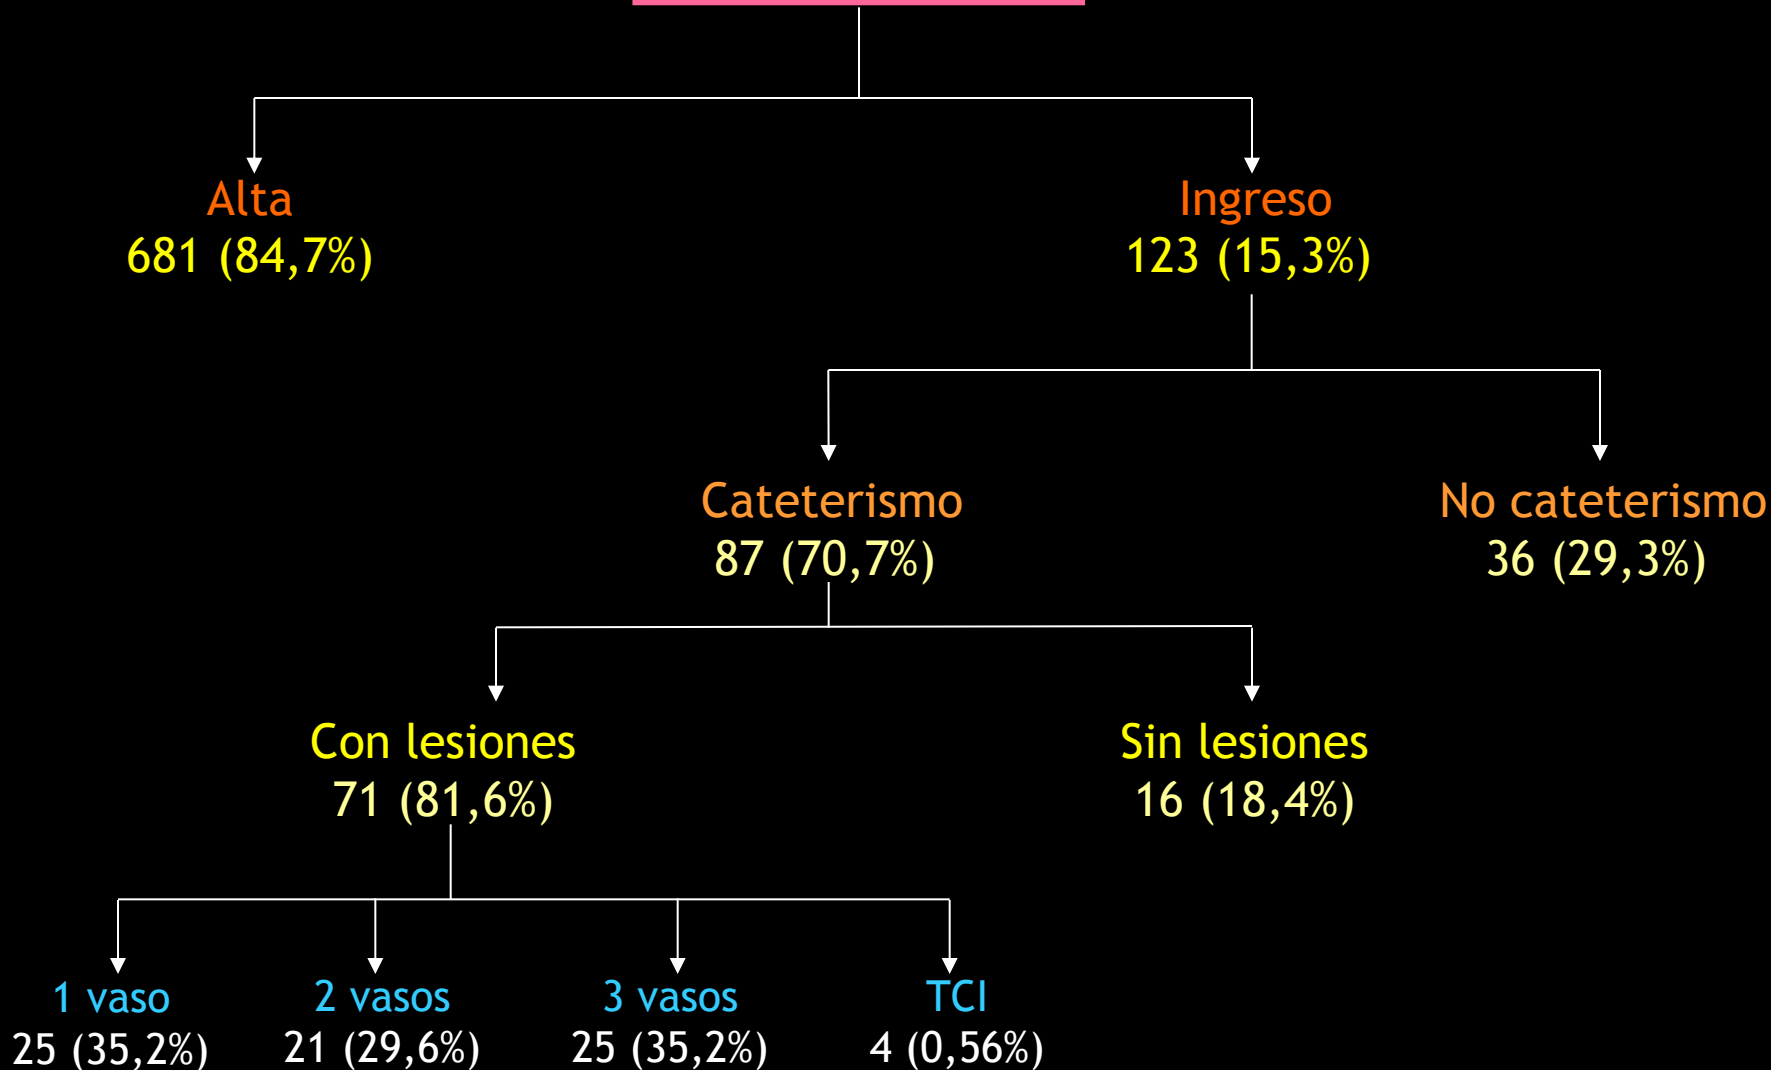 Alta
681 (84,7%)
Ingreso
123 (15,3%)
Cateterismo
87 (70,7%)
No cateterismo
36 (29,3%)
Con lesiones
71 (81,6%)
Sin lesiones
16 (18,4%)
1 vaso
25 (35,2%)
2 vasos
21 (29,6%)
3 vasos
25 (35,2%)
TCI
4 (0,56%)